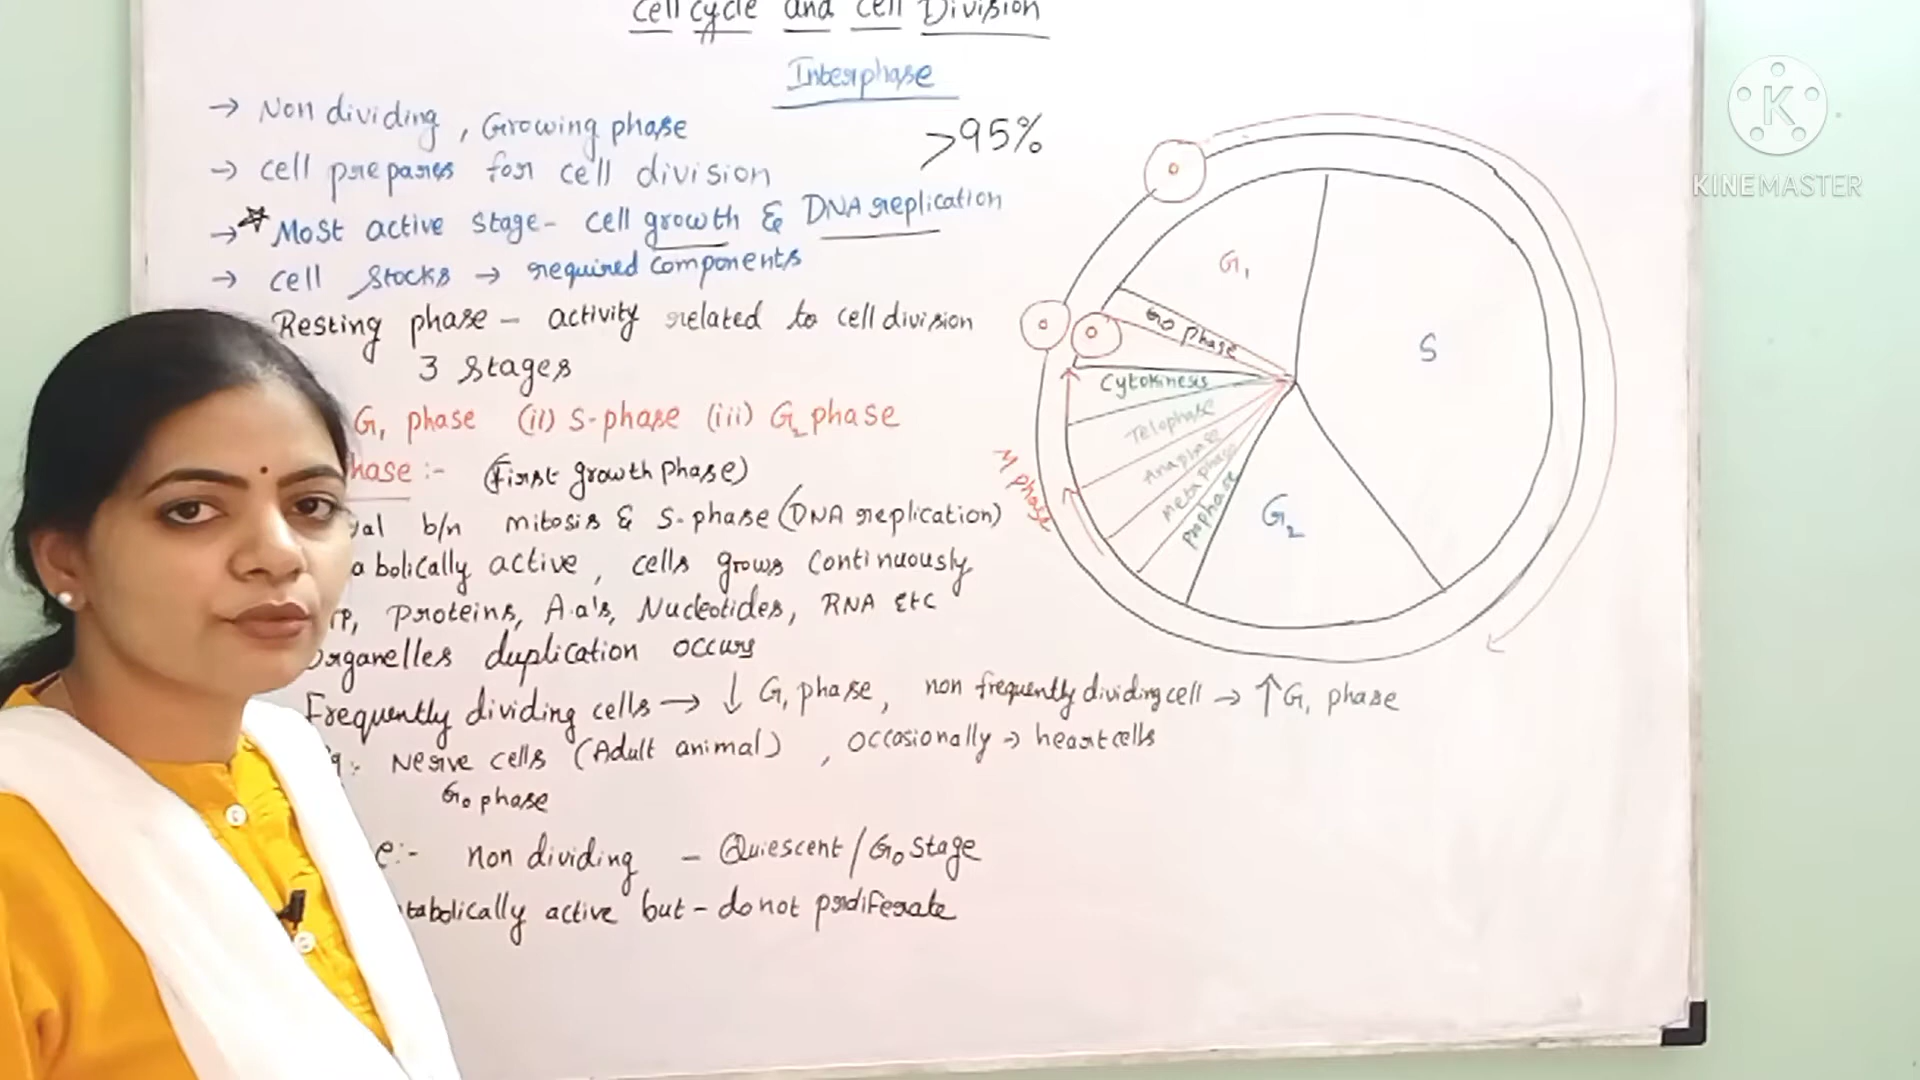 Cell cycle and cell Division
Interphase
→ Non dividing, Growing phase
>95%
→ cell prepares for cell division
→ Most active stage - cell growth & DNA replication
→ cell stocks → required components
Resting phase - activity related to cell division
3 stages
G1 phase (ii) S-phase (iii) G2 phase
hase :- (First growth phase)
val b/n mitosis & S-phase (DNA replication)
abolically active, cells grows continuously
TP, Proteins, A.a's, Nucleotides, RNA Etc
Organelles duplication occurs
Frequently dividing cells → ↓ G1 phase, non frequently dividing cell → ↑ G1 phase
g:- Nerve cells (Adult animal), occasionally → heart cells
G0 phase
e:- non dividing - Quiescent/G0 stage
tabolically active but - do not proliferate
G1
G0 phase
S
Cytokinesis
Telophase
Anaphase
Metaphase
Prophase
G2
M phase
K
KINEMASTER